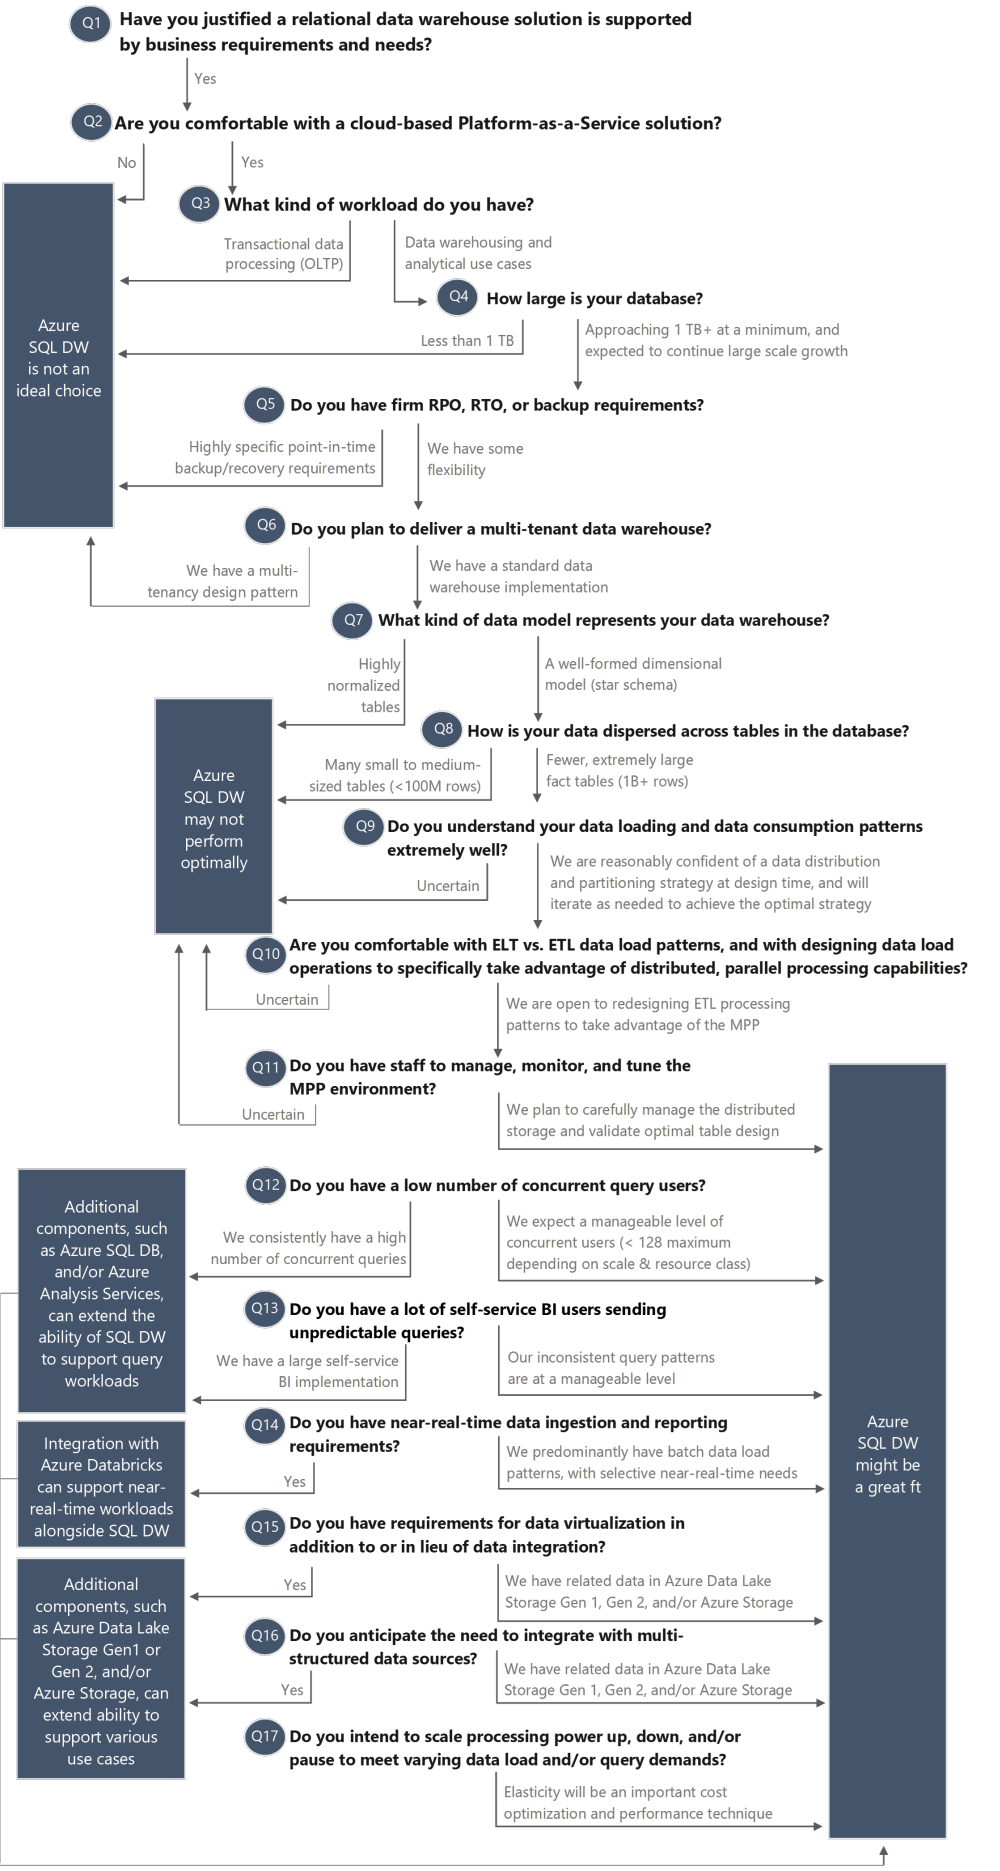 Q1
Have you justified a relational data warehouse solution is supported
by business requirements and needs?
Yes
Q2
Are you comfortable with a cloud-based Platform-as-a-Service solution?
No
Yes
Q3
What kind of workload do you have?
Transactional data
processing (OLTP)
Data warehousing and
analytical use cases
Q4
How large is your database?
Less than 1 TB
Approaching 1 TB+ at a minimum, and
expected to continue large scale growth
Azure
SQL DW
is not an
ideal choice
Q5
Do you have firm RPO, RTO, or backup requirements?
Highly specific point-in-time
backup/recovery requirements
We have some
flexibility
Q6
Do you plan to deliver a multi-tenant data warehouse?
We have a multi-
tenancy design pattern
We have a standard data
warehouse implementation
Q7
What kind of data model represents your data warehouse?
Highly
normalized
tables
A well-formed dimensional
model (star schema)
Q8
How is your data dispersed across tables in the database?
Many small to medium-
sized tables (<100M rows)
Fewer, extremely large
fact tables (1B+ rows)
Azure
SQL DW
may not
perform
optimally
Q9
Do you understand your data loading and data consumption patterns
extremely well?
Uncertain
We are reasonably confident of a data distribution
and partitioning strategy at design time, and will
iterate as needed to achieve the optimal strategy
Q10
Are you comfortable with ELT vs. ETL data load patterns, and with designing data load
operations to specifically take advantage of distributed, parallel processing capabilities?
Uncertain
We are open to redesigning ETL processing
patterns to take advantage of the MPP
Q11
Do you have staff to manage, monitor, and tune the
MPP environment?
Uncertain
We plan to carefully manage the distributed
storage and validate optimal table design
Q12
Do you have a low number of concurrent query users?
We consistently have a high
number of concurrent queries
We expect a manageable level of
concurrent users (< 128 maximum
depending on scale & resource class)
Additional
components, such
as Azure SQL DB,
and/or Azure
Analysis Services,
can extend the
ability of SQL DW
to support query
workloads
Q13
Do you have a lot of self-service BI users sending
unpredictable queries?
We have a large self-service
BI implementation
Our inconsistent query patterns
are at a manageable level
Q14
Do you have near-real-time data ingestion and reporting
requirements?
Yes
We predominantly have batch data load
patterns, with selective near-real-time needs
Integration with
Azure Databricks
can support near-
real-time workloads
alongside SQL DW
Azure
SQL DW
might be
a great ft
Q15
Do you have requirements for data virtualization in
addition to or in lieu of data integration?
Yes
We have related data in Azure Data Lake
Storage Gen 1, Gen 2, and/or Azure Storage
Additional
components, such
as Azure Data Lake
Storage Gen1 or
Gen 2, and/or
Azure Storage, can
extend ability to
support various
use cases
Q16
Do you anticipate the need to integrate with multi-
structured data sources?
Yes
We have related data in Azure Data Lake
Storage Gen 1, Gen 2, and/or Azure Storage
Q17
Do you intend to scale processing power up, down, and/or
pause to meet varying data load and/or query demands?
Elasticity will be an important cost
optimization and performance technique